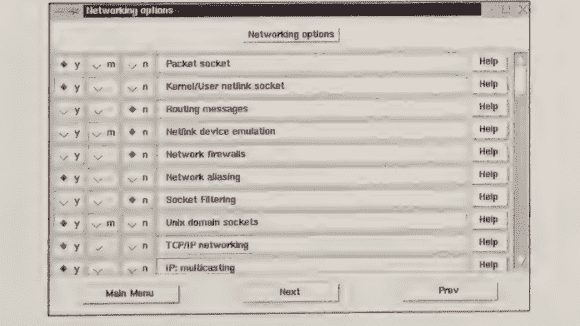 Networking options
Networking options
y m n Packet socket Help
y n Kernel/User netlink socket Help
y n Routing messages Help
y m n Netlink device emulation Help
y n Network firewalls Help
y n Network aliasing Help
y n Socket Filtering Help
y m n Unix domain sockets Help
y n TCP/IP networking Help
y n IP: multicasting Help
Main Menu Next Prev